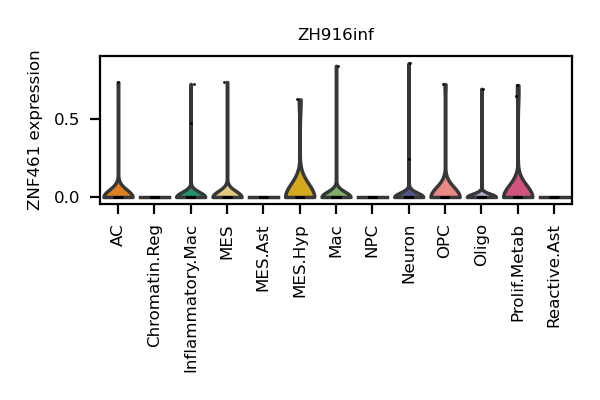 ZH916inf
ZNF461 expression
0.5
0.0
AC
Chromatin.Reg
Inflammatory.Mac
MES
MES.Ast
MES.Hyp
Mac
NPC
Neuron
OPC
Oligo
Prolif.Metab
Reactive.Ast